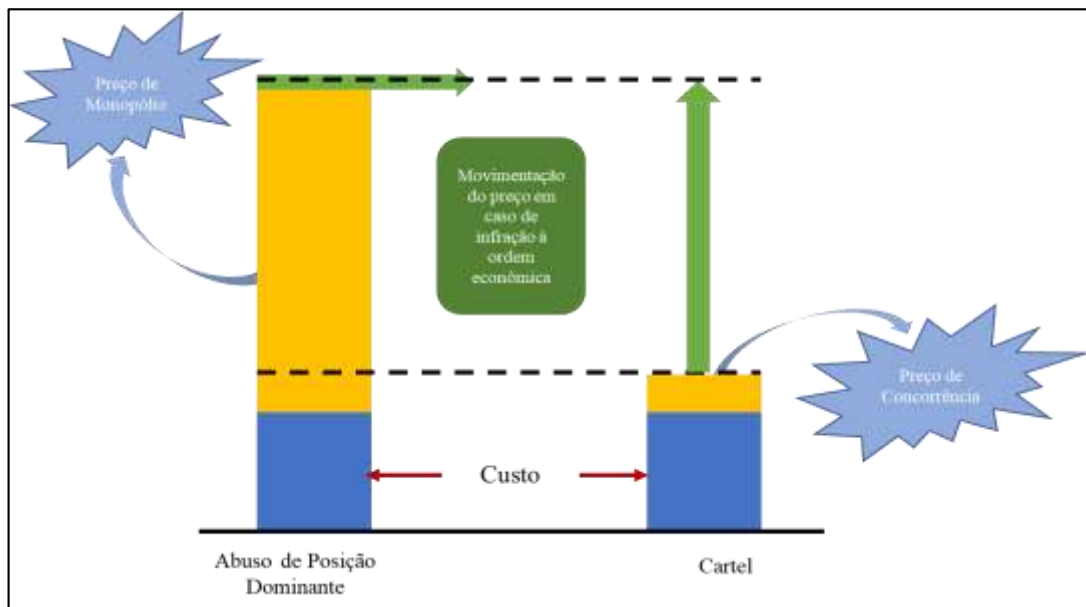 Preço de
Monopólio
Movimentação
do preço em
caso de
infração à
ordem
econômica
Preço de
Concorrência
Custo
Abuso de Posição
Dominante
Cartel